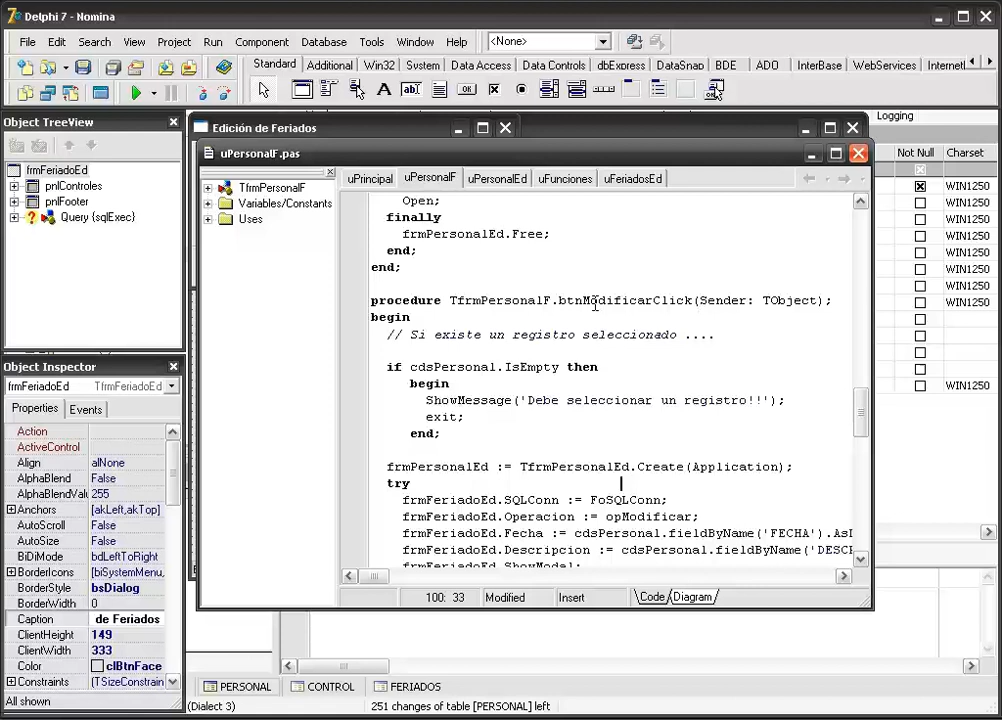 Delphi 7 - Nomina
File Edit Search View Project Run Component Database Tools Window Help <None>
Standard Additional Win32 System Data Access Data Controls dbExpress DataSnap BDE ADO InterBase WebServices
Object TreeView
frmFeriadoEd
pnlControles
pnlFooter
Query {sqlExec}
Edición de Feriados
Logging
Not Null Charset
WIN1250
WIN1250
WIN1250
WIN1250
WIN1250
WIN1250
WIN1250
WIN1250
WIN1250
uPersonalF.pas
TfrmPersonalF
Variables/Constants
Uses
uPrincipal uPersonalF uPersonalEd uFunciones uFeriadosEd
Open;
finally
frmPersonalEd.Free;
end;
end;
procedure TfrmPersonalF.btnModificarClick(Sender: TObject);
begin
// Si existe un registro seleccionado ....
if cdsPersonal.IsEmpty then
begin
ShowMessage('Debe seleccionar un registro!!');
exit;
end;
frmPersonalEd := TfrmPersonalEd.Create(Application);
try
frmFeriadoEd.SQLConn := FoSQLConn;
frmFeriadoEd.Operacion := opModificar;
frmFeriadoEd.Fecha := cdsPersonal.fieldByName('FECHA').AsD
frmFeriadoEd.Descripcion := cdsPersonal.fieldByName('DESCR
frmFeriadoEd.ShowModal;
100: 33 Modified Insert Code Diagram
Object Inspector
frmFeriadoEd TfrmFeriadoEd
Properties Events
Action
ActiveControl
Align alNone
AlphaBlend False
AlphaBlendValu 255
Anchors [akLeft,akTop]
AutoScroll False
AutoSize False
BiDiMode bdLeftToRight
BorderIcons [biSystemMenu,
BorderStyle bsDialog
BorderWidth 0
Caption de Feriados
ClientHeight 149
ClientWidth 333
Color clBtnFace
Constraints (TSizeConstrain
All shown
PERSONAL CONTROL FERIADOS
(Dialect 3) 251 changes of table [PERSONAL] left